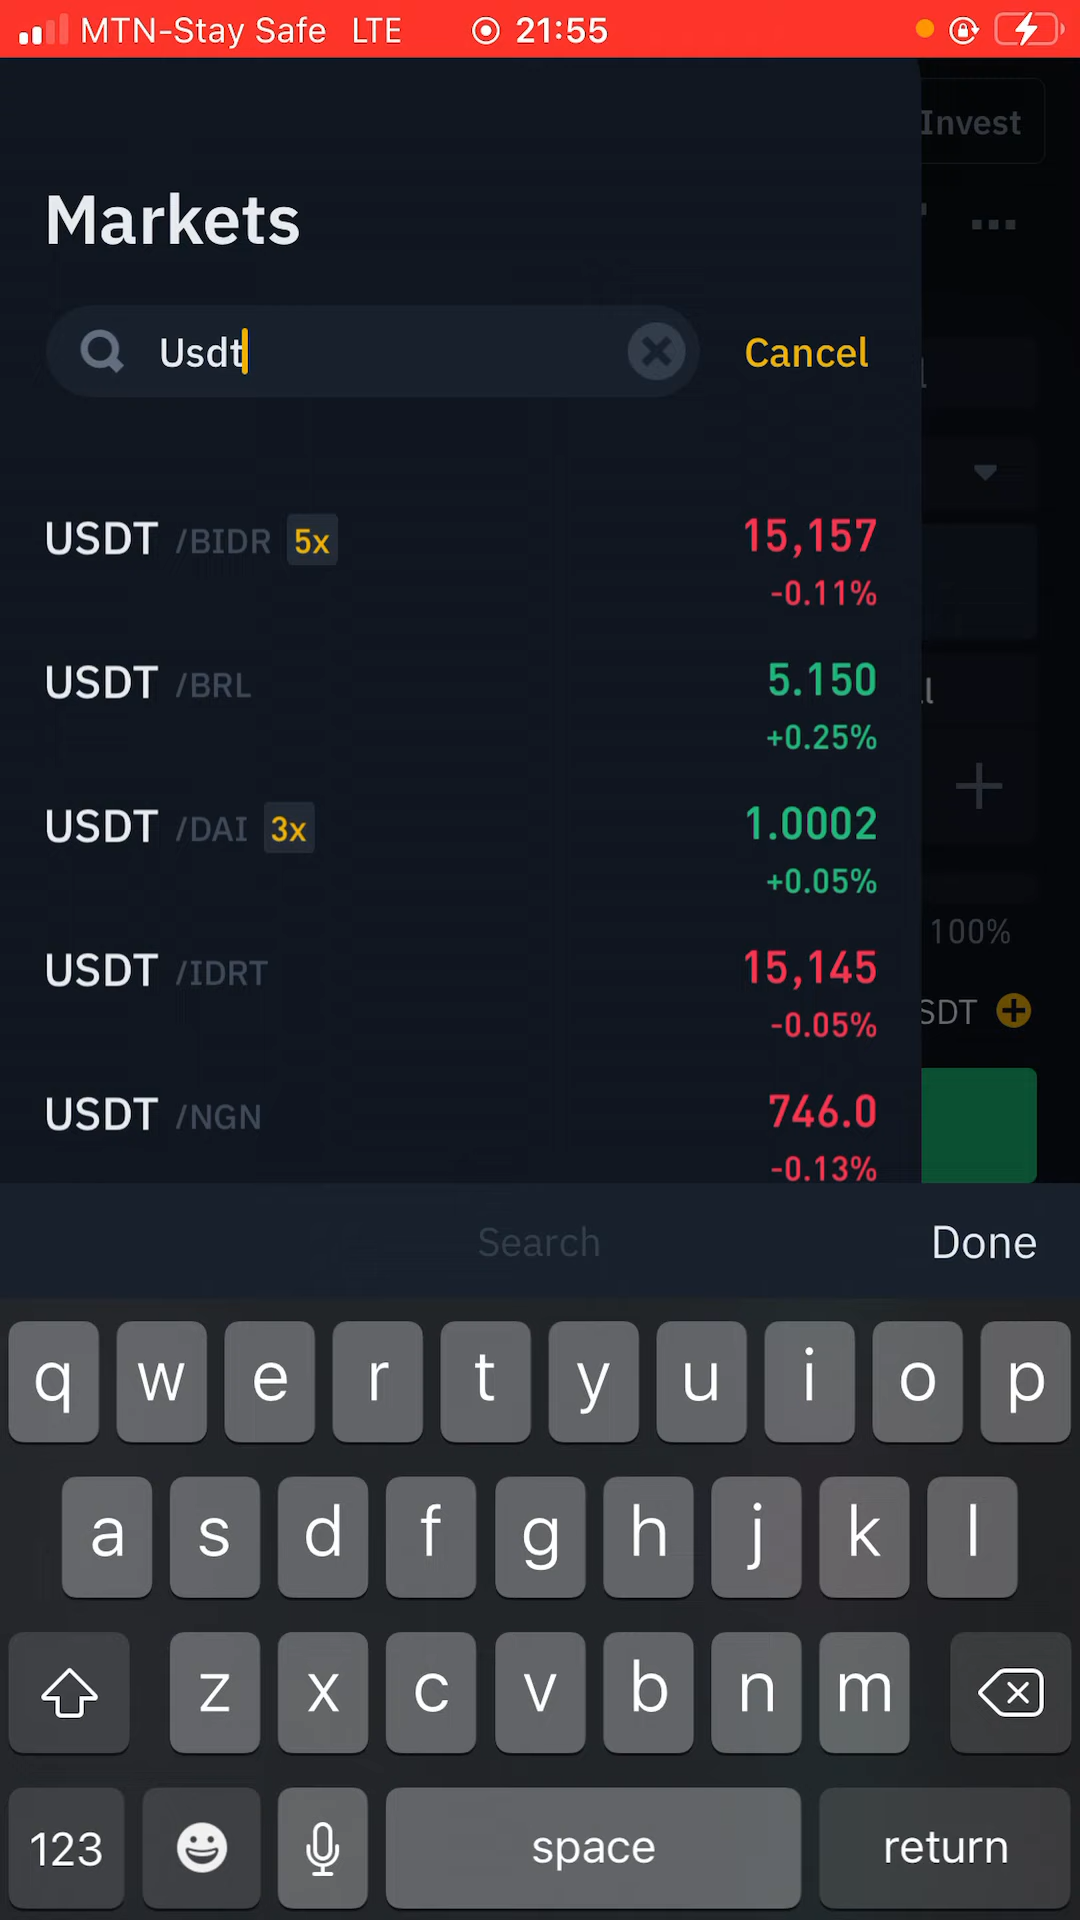 MTN-Stay Safe LTE 21:55
Invest
Markets
Usdt Cancel
USDT /BIDR 5x 15,157
-0.11%
USDT /BRL 5.150
+0.25%
USDT /DAI 3x 1.0002
+0.05%
100%
USDT /IDRT 15,145
-0.05%
SDT
USDT /NGN 746.0
-0.13%
Search Done
q w e r t y u i o p
a s d f g h j k l
z x c v b n m
123 space return